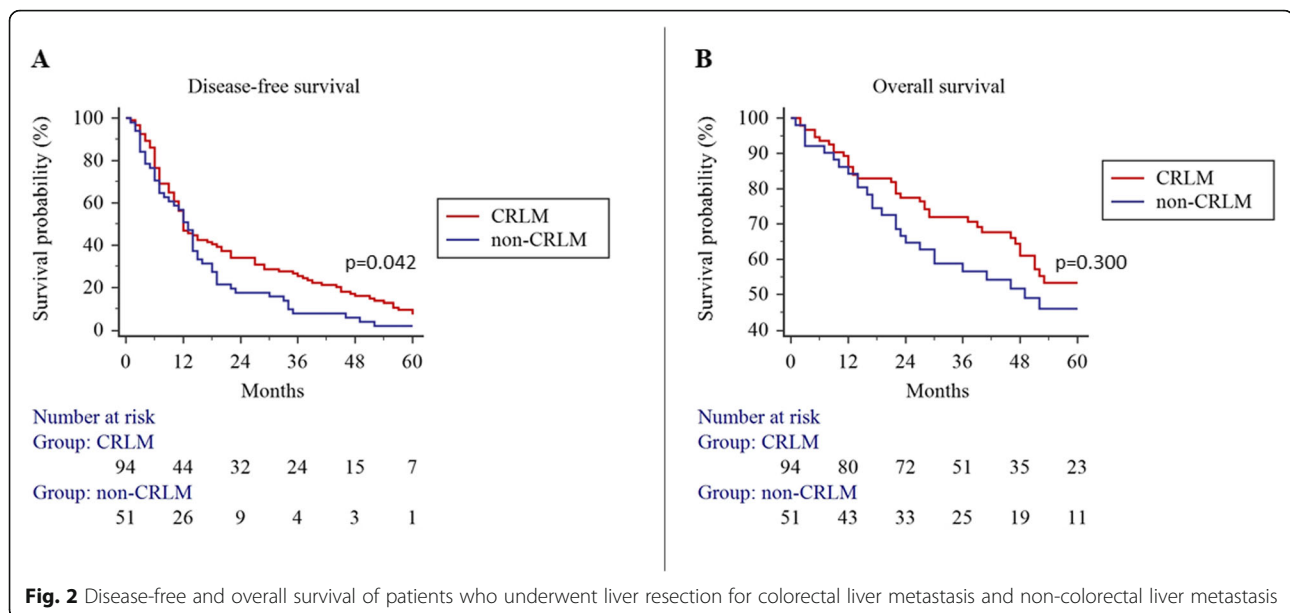 A
Disease-free survival
Survival probability (%)
100
80
60
40
20
0
0 12 24 36 48 60
Months
p=0.042
CRLM
non-CRLM
Number at risk
Group: CRLM
94 44 32 24 15 7
Group: non-CRLM
51 26 9 4 3 1
B
Overall survival
Survival probability (%)
100
90
80
70
60
50
40
0 12 24 36 48 60
Months
p=0.300
CRLM
non-CRLM
Number at risk
Group: CRLM
94 80 72 51 35 23
Group: non-CRLM
51 43 33 25 19 11
Fig. 2 Disease-free and overall survival of patients who underwent liver resection for colorectal liver metastasis and non-colorectal liver metastasis